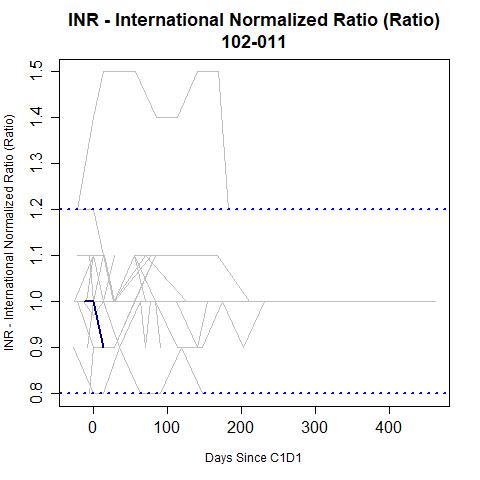 INR - International Normalized Ratio (Ratio)
102-011
INR - International Normalized Ratio (Ratio)
1.5
1.4
1.3
1.2
1.1
1.0
0.9
0.8
0 100 200 300 400
Days Since C1D1